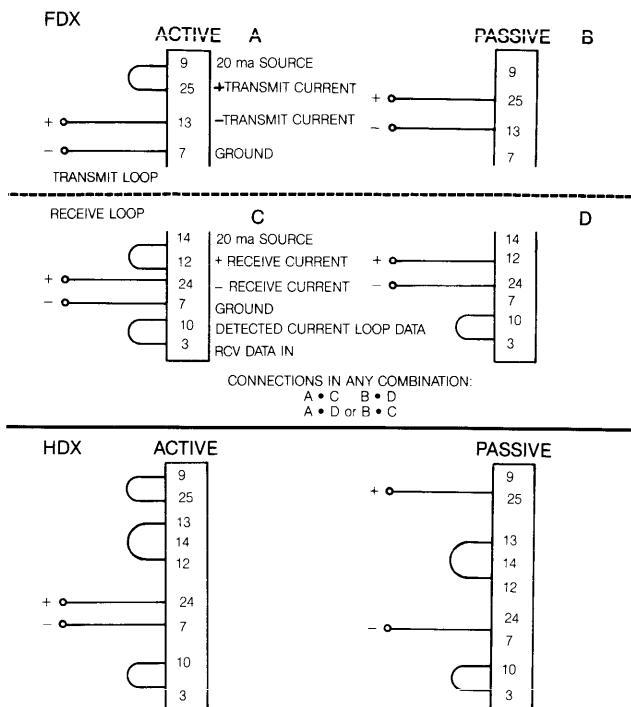 FDX
ACTIVE A
PASSIVE B
9 20 ma SOURCE
25 +TRANSMIT CURRENT
+ 13 −TRANSMIT CURRENT
− 7 GROUND
TRANSMIT LOOP
9
+ 25
− 13
7
RECEIVE LOOP
C
D
14 20 ma SOURCE
12 + RECEIVE CURRENT
+ 24 − RECEIVE CURRENT
− 7 GROUND
10 DETECTED CURRENT LOOP DATA
3 RCV DATA IN
14
+ 12
− 24
7
10
3
CONNECTIONS IN ANY COMBINATION:
A • C B • D
A • D or B • C
HDX ACTIVE
PASSIVE
9
25
13
14
12
+ 24
− 7
10
3
9
+ 25
13
14
12
24
− 7
10
3